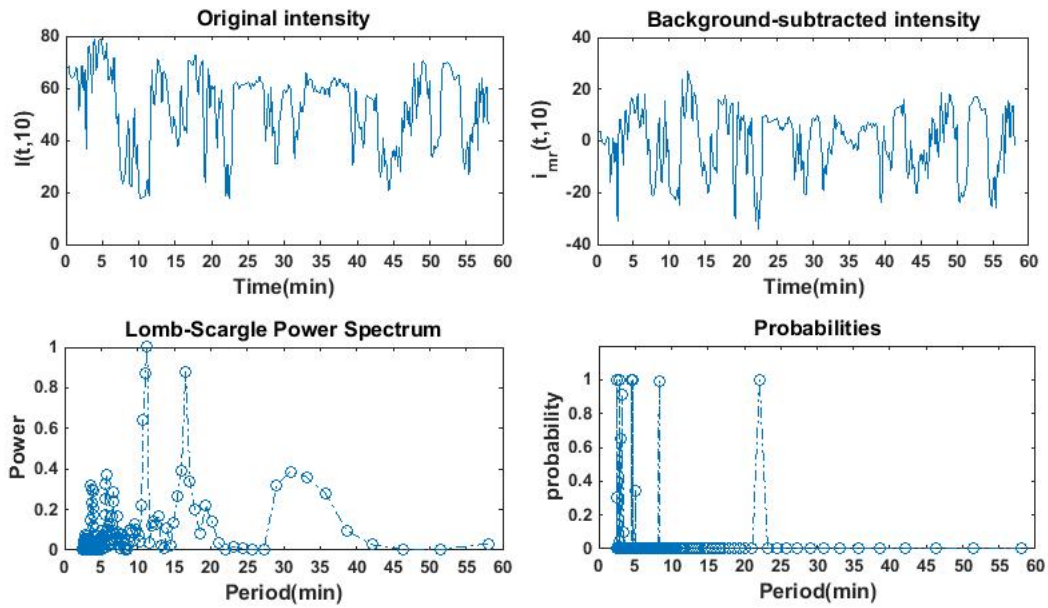 Original intensity
80
60
40
20
0
I(t,10)
0 5 10 15 20 25 30 35 40 45 50 55 60
Time(min)
Background-subtracted intensity
40
20
0
-20
-40
i_mr(t,10)
0 5 10 15 20 25 30 35 40 45 50 55 60
Time(min)
Lomb-Scargle Power Spectrum
1
0.8
0.6
0.4
0.2
0
Power
0 5 10 15 20 25 30 35 40 45 50 55 60
Period(min)
Probabilities
1
0.8
0.6
0.4
0.2
0
probability
0 5 10 15 20 25 30 35 40 45 50 55 60
Period(min)